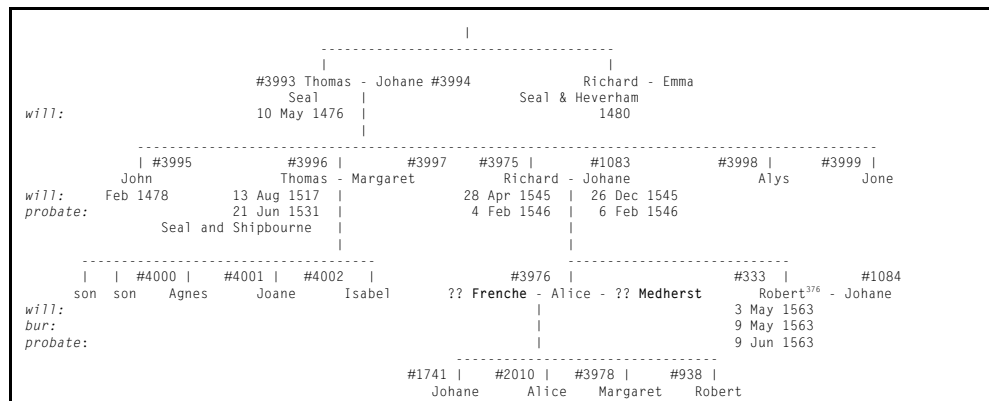 |
---------------------------------------
| |
#3993 Thomas - Johane #3994 Richard - Emma
Seal | Seal & Heverham
will: 10 May 1476 | 1480
|
----------------------------------------------------------------------------------------------------
| #3995 #3996 | #3997 #3975 | #1083 #3998 | #3999 |
John Thomas - Margaret Richard - Johane Alys Jone
will: Feb 1478 13 Aug 1517 | 28 Apr 1545 | 26 Dec 1545
probate: 21 Jun 1531 | 4 Feb 1546 | 6 Feb 1546
Seal and Shipbourne | |
| |
--------------------------------------- -----------------------------
| | #4000 | #4001 | #4002 | #3976 | #333 | #1084
son son Agnes Joane Isabel ?? Frenche - Alice - ?? Medherst Robert376 - Johane
will: | 3 May 1563
bur: | 9 May 1563
probate: | 9 Jun 1563
-----------------------------------
#1741 | #2010 | #3978 | #938 |
Johane Alice Margaret Robert